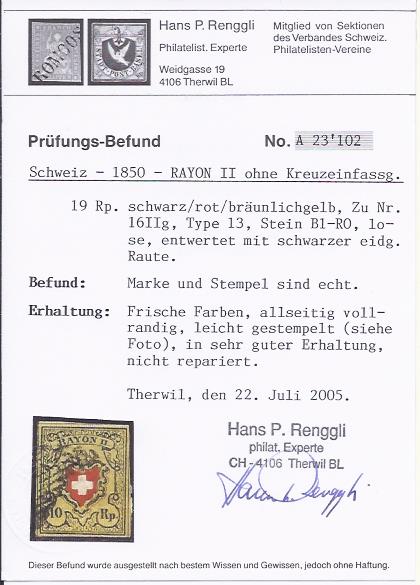 Hans P. Renggli
Philatelist. Experte
Weidgasse 19
4106 Therwil BL
Mitglied von Sektionen
des Verbandes Schweiz.
Philatelisten-Vereine
Prüfungs-Befund No. A 23'102
Schweiz - 1850 - RAYON II ohne Kreuzeinfassg.
19 Rp. schwarz/rot/bräunlichgelb, Zu Nr.
16IIg, Type 13, Stein B1-RO, lo-
se, entwertet mit schwarzer eidg.
Raute.
Befund: Marke und Stempel sind echt.
Erhaltung: Frische Farben, allseitig voll-
randig, leicht gestempelt (siehe
Foto), in sehr guter Erhaltung,
nicht repariert.
Therwil, den 22. Juli 2005.
Hans P. Renggli
philat. Experte
CH - 4106 Therwil BL
RAYON II
10 Rp.
Dieser Befund wurde ausgestellt nach bestem Wissen und Gewissen, jedoch ohne Haftung.